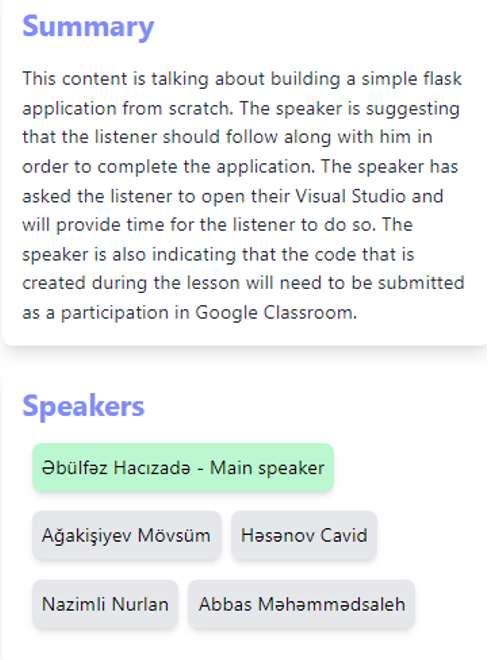 Summary
This content is talking about building a simple flask
application from scratch. The speaker is suggesting
that the listener should follow along with him in
order to complete the application. The speaker has
asked the listener to open their Visual Studio and
will provide time for the listener to do so. The
speaker is also indicating that the code that is
created during the lesson will need to be submitted
as a participation in Google Classroom.
Speakers
Əbülfəz Hacızadə - Main speaker
Ağakişiyev Mövsüm Həsənov Cavid
Nazimli Nurlan Abbas Məhəmmədsaleh